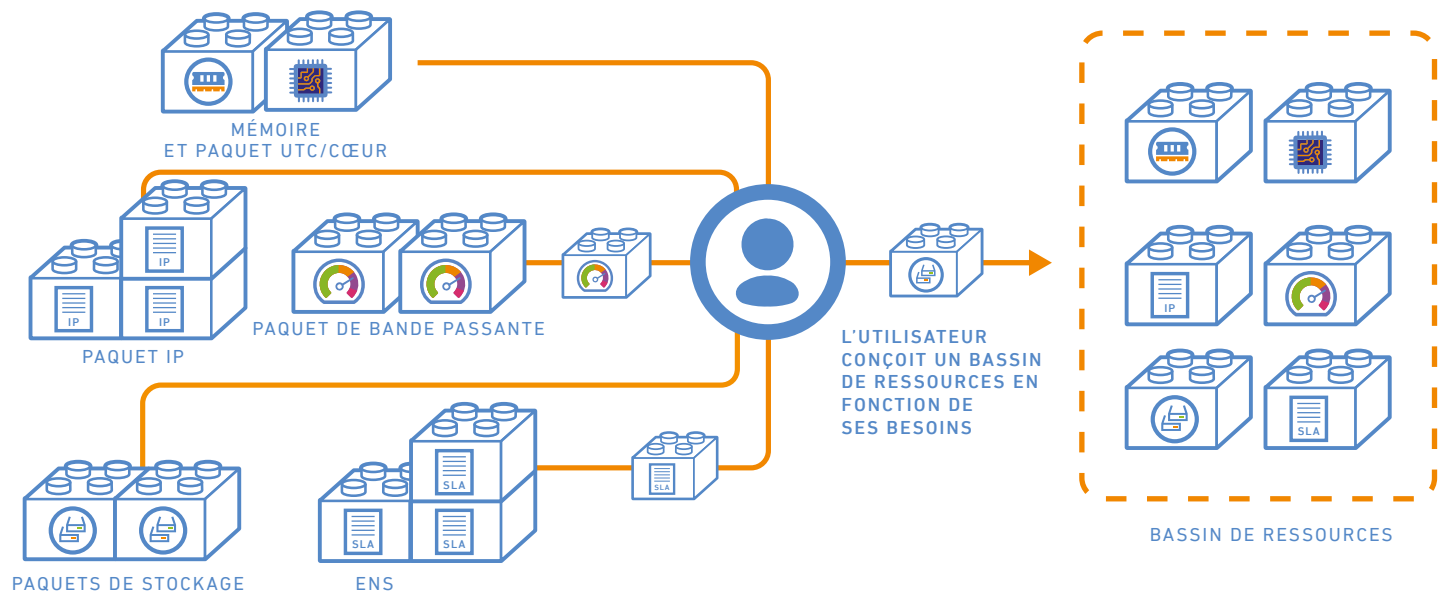 MÉMOIRE
ET PAQUET UTC/CŒUR
IP
IP
IP
PAQUET IP
PAQUET DE BANDE PASSANTE
L'UTILISATEUR
CONÇOIT UN BASSIN
DE RESSOURCES EN
FONCTION DE
SES BESOINS
PAQUETS DE STOCKAGE
SLA
SLA
SLA
ENS
SLA
IP
SLA
BASSIN DE RESSOURCES